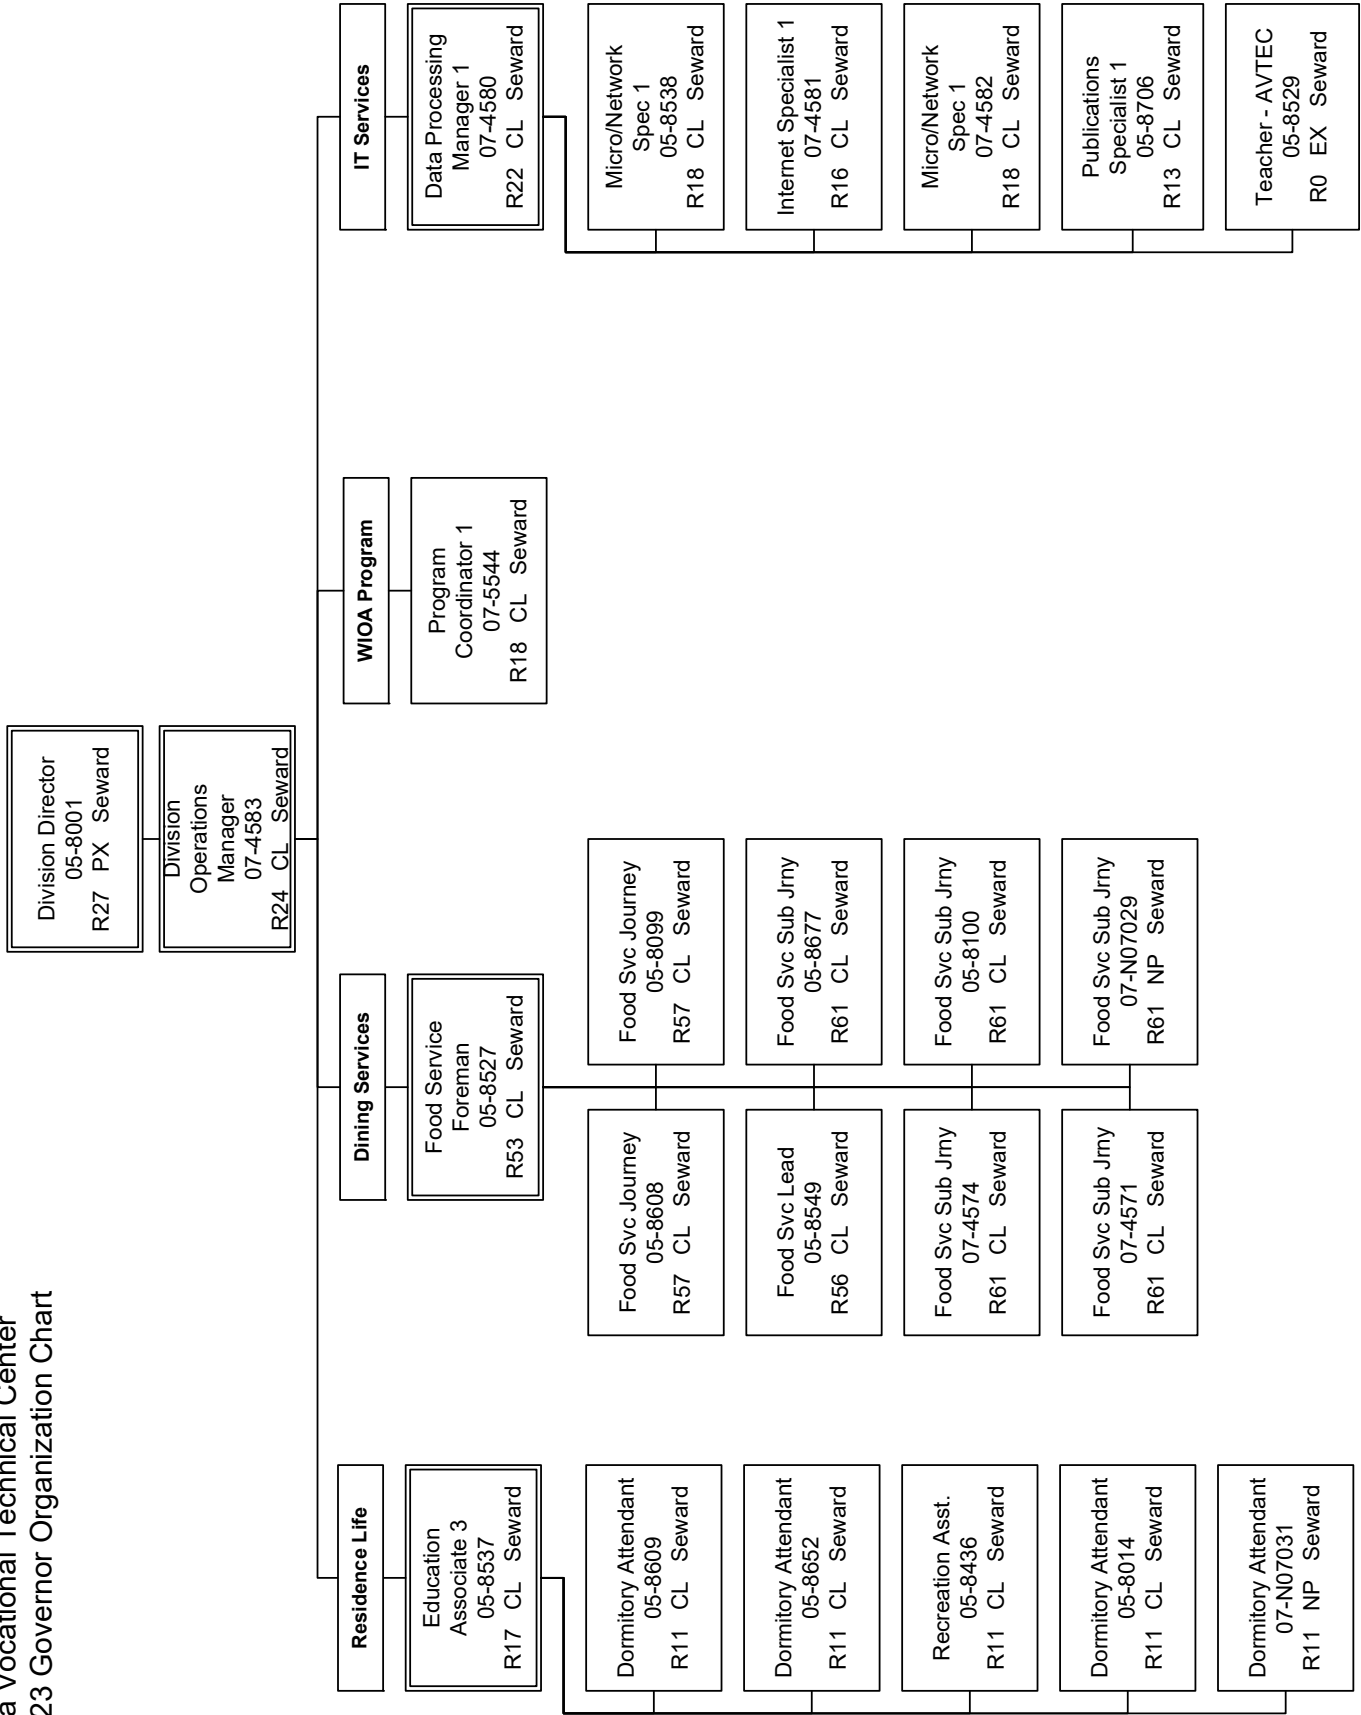 a Vocational Technical Center
23 Governor Organization Chart
Division Director
05-8001
R27 PX Seward
Division
Operations
Manager
07-4583
R24 CL Seward
Residence Life
Education
Associate 3
05-8537
R17 CL Seward
Dormitory Attendant
05-8609
R11 CL Seward
Dormitory Attendant
05-8652
R11 CL Seward
Recreation Asst.
05-8436
R11 CL Seward
Dormitory Attendant
05-8014
R11 CL Seward
Dormitory Attendant
07-N07031
R11 NP Seward
Dining Services
Food Service
Foreman
05-8527
R53 CL Seward
Food Svc Journey
05-8608
R57 CL Seward
Food Svc Journey
05-8099
R57 CL Seward
Food Svc Lead
05-8549
R56 CL Seward
Food Svc Sub Jrny
05-8677
R61 CL Seward
Food Svc Sub Jrny
07-4574
R61 CL Seward
Food Svc Sub Jrny
05-8100
R61 CL Seward
Food Svc Sub Jrny
07-4571
R61 CL Seward
Food Svc Sub Jrny
07-N07029
R61 NP Seward
WIOA Program
Program
Coordinator 1
07-5544
R18 CL Seward
IT Services
Data Processing
Manager 1
07-4580
R22 CL Seward
Micro/Network
Spec 1
05-8538
R18 CL Seward
Internet Specialist 1
07-4581
R16 CL Seward
Micro/Network
Spec 1
07-4582
R18 CL Seward
Publications
Specialist 1
05-8706
R13 CL Seward
Teacher - AVTEC
05-8529
R0 EX Seward